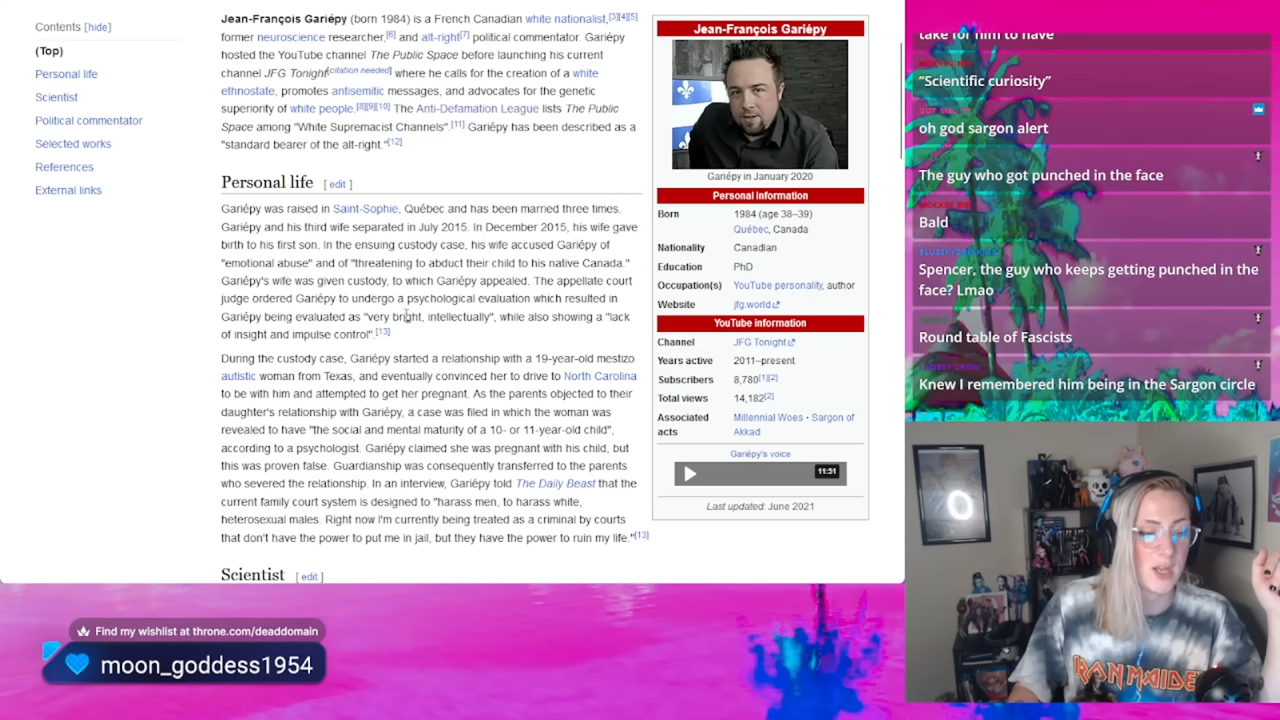 Contents [hide]
(Top)
Personal life
Scientist
Political commentator
Selected works
References
External links
Jean-François Gariépy (born 1984) is a French Canadian white nationalist,[3][4][5]
former neuroscience researcher,[6] and alt-right[7] political commentator. Gariépy
hosted the YouTube channel The Public Space before launching his current
channel JFG Tonight[citation needed] where he calls for the creation of a white
ethnostate, promotes antisemitic messages, and advocates for the genetic
superiority of white people.[8][9][10] The Anti-Defamation League lists The Public
Space among "White Supremacist Channels".[11] Gariépy has been described as a
"standard bearer of the alt-right."[12]
Personal life [ edit ]
Gariépy was raised in Saint-Sophie, Québec and has been married three times.
Gariépy and his third wife separated in July 2015. In December 2015, his wife gave
birth to his first son. In the ensuing custody case, his wife accused Gariépy of
"emotional abuse" and of "threatening to abduct their child to his native Canada."
Gariépy's wife was given custody, to which Gariépy appealed. The appellate court
judge ordered Gariépy to undergo a psychological evaluation which resulted in
Gariépy being evaluated as "very bright, intellectually", while also showing a "lack
of insight and impulse control".[13]
During the custody case, Gariépy started a relationship with a 19-year-old mestizo
autistic woman from Texas, and eventually convinced her to drive to North Carolina
to be with him and attempted to get her pregnant. As the parents objected to their
daughter's relationship with Gariépy, a case was filed in which the woman was
revealed to have "the social and mental maturity of a 10- or 11-year-old child",
according to a psychologist. Gariépy claimed she was pregnant with his child, but
this was proven false. Guardianship was consequently transferred to the parents
who severed the relationship. In an interview, Gariépy told The Daily Beast that the
current family court system is designed to "harass men, to harass white,
heterosexual males. Right now I'm currently being treated as a criminal by courts
that don't have the power to put me in jail, but they have the power to ruin my life."[13]
Scientist [ edit ]
Jean-François Gariépy
Gariépy in January 2020
Personal information
Born 1984 (age 38–39)
Québec, Canada
Nationality Canadian
Education PhD
Occupation(s) YouTube personality, author
Website jfg.world
YouTube information
Channel JFG Tonight
Years active 2011–present
Subscribers 8,780[1][2]
Total views 14,182[2]
Associated acts Millennial Woes · Sargon of
Akkad
Gariépy's voice
11:51
Last updated: June 2021
take for him to have
"Scientific curiosity"
oh god sargon alert
The guy who got punched in the face
Bald
Spencer, the guy who keeps getting punched in the
face? Lmao
Round table of Fascists
Knew I remembered him being in the Sargon circle
Find my wishlist at throne.com/deaddomain
moon_goddess1954
IRON MAIDEN